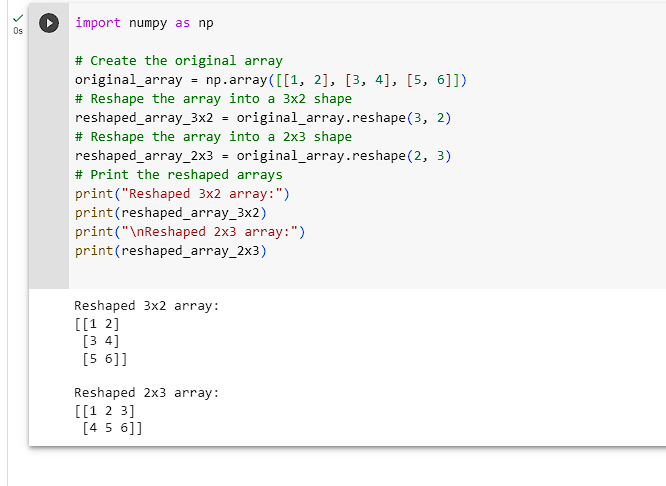 0s
import numpy as np
# Create the original array
original_array = np.array([[1, 2], [3, 4], [5, 6]])
# Reshape the array into a 3x2 shape
reshaped_array_3x2 = original_array.reshape(3, 2)
# Reshape the array into a 2x3 shape
reshaped_array_2x3 = original_array.reshape(2, 3)
# Print the reshaped arrays
print("Reshaped 3x2 array:")
print(reshaped_array_3x2)
print("\nReshaped 2x3 array:")
print(reshaped_array_2x3)
Reshaped 3x2 array:
[[1 2]
 [3 4]
 [5 6]]
Reshaped 2x3 array:
[[1 2 3]
 [4 5 6]]